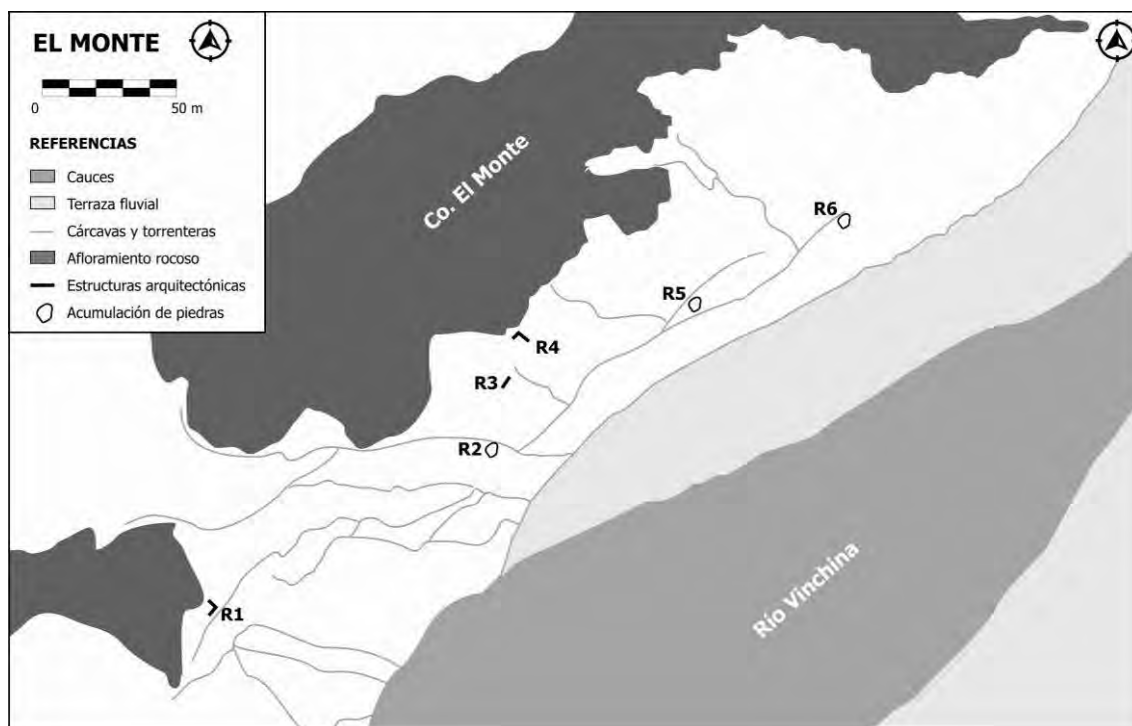 EL MONTE
0 50 m
REFERENCIAS
Cauces
Terraza fluvial
Cárcavas y torrenteras
Afloramiento rocoso
Estructuras arquitectónicas
Acumulación de piedras
Co. El Monte
R6
R5
R4
R3
R2
R1
Río Vinchina